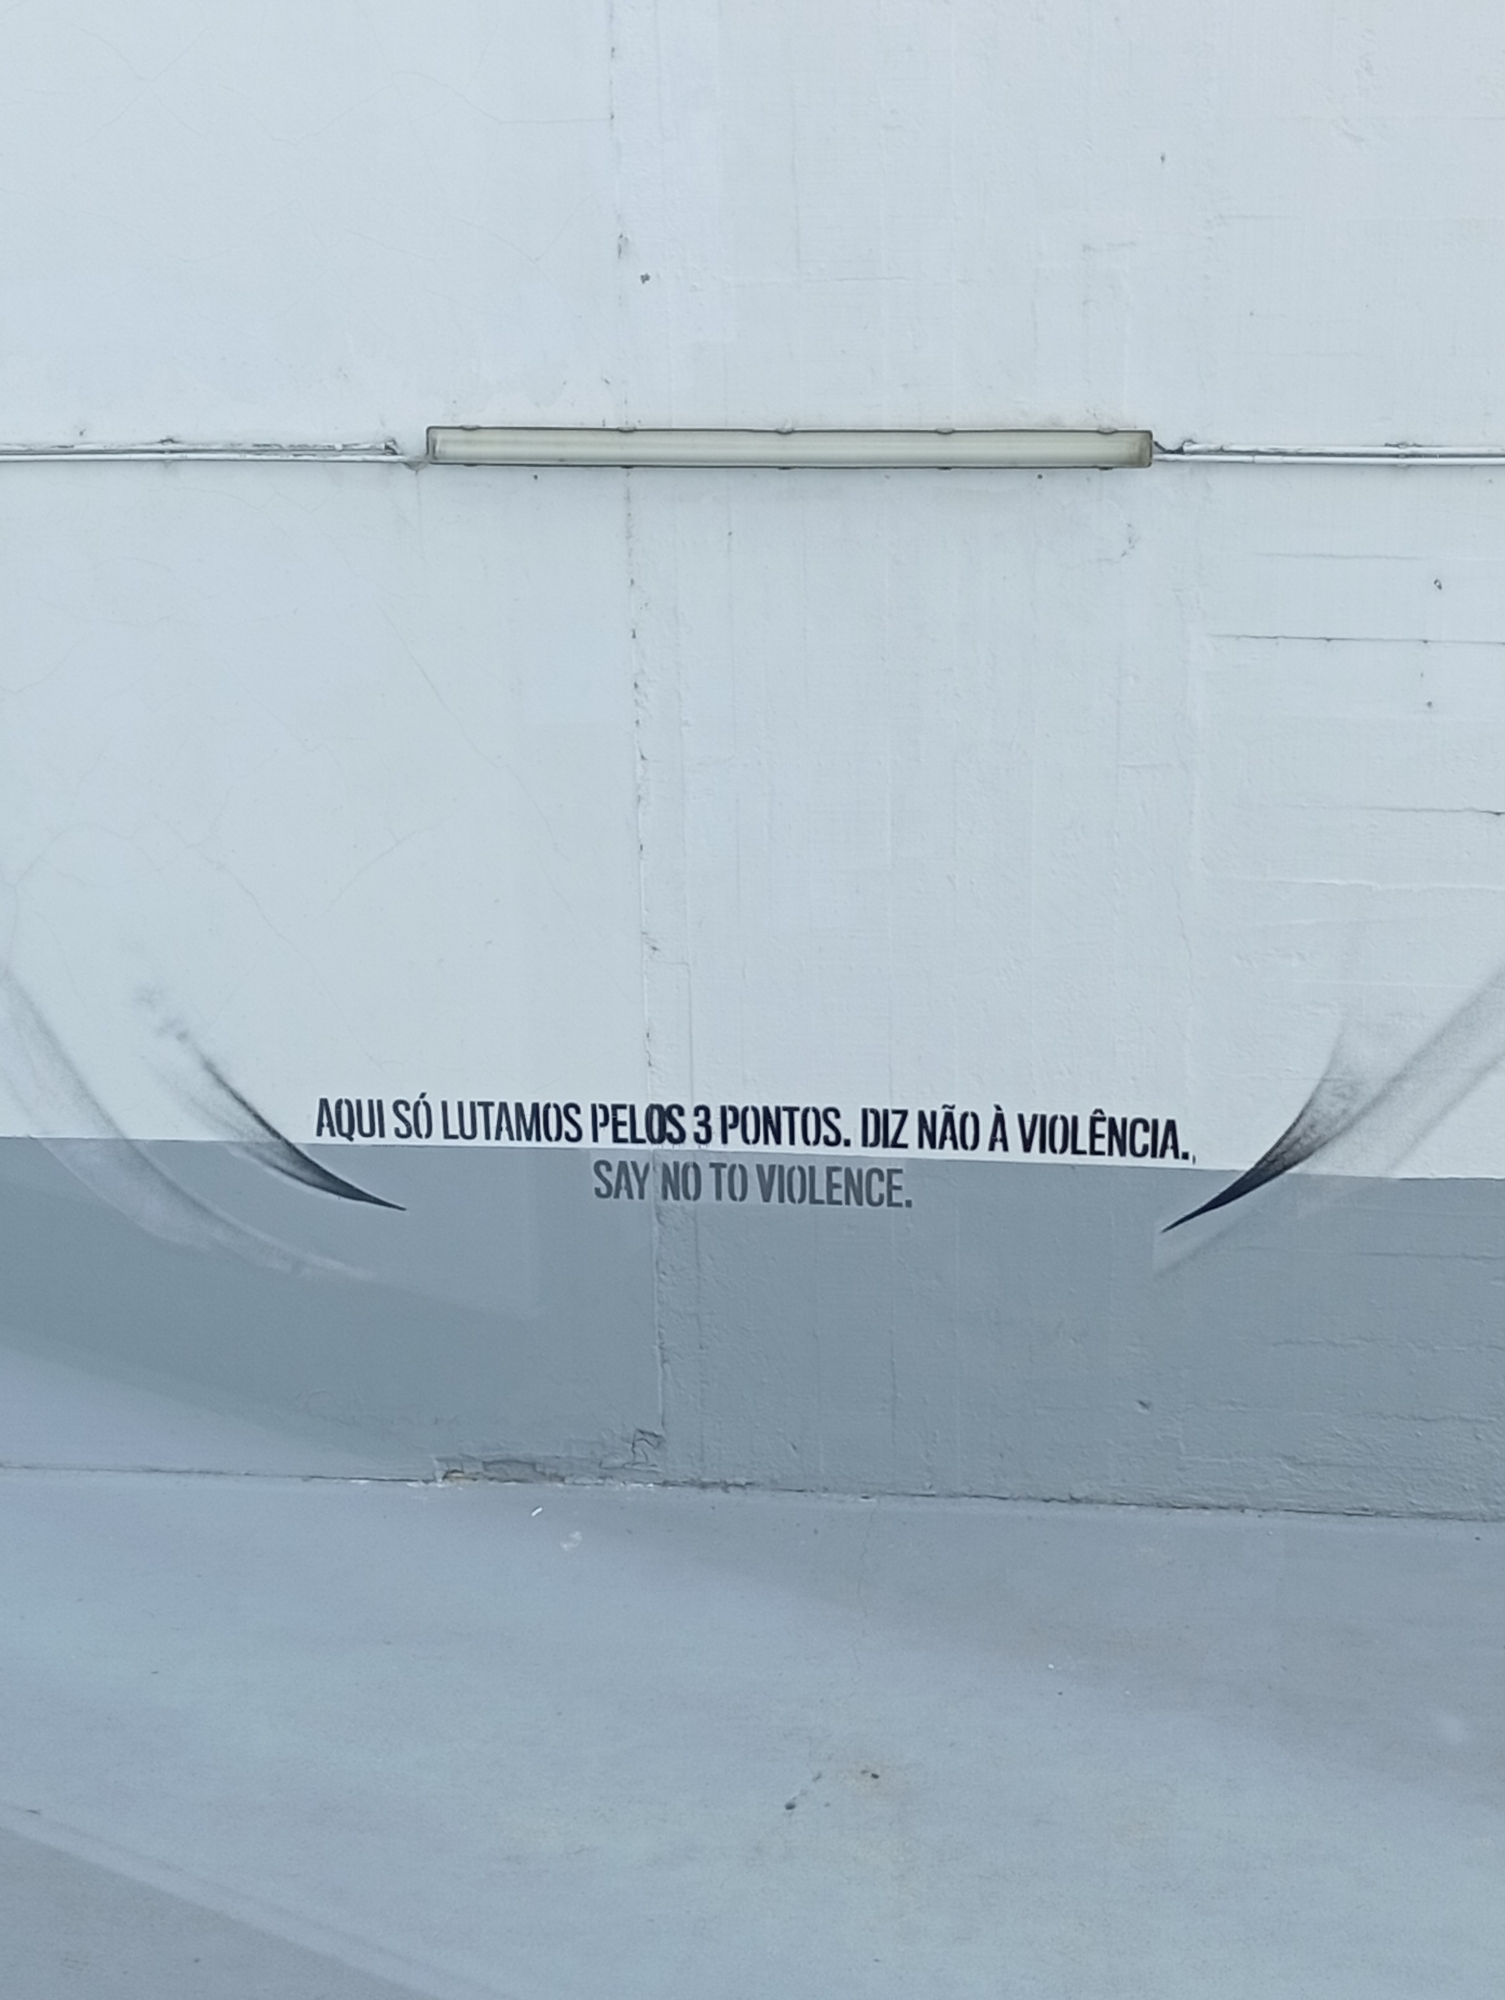 AQUI SÓ LUTAMOS PELOS 3 PONTOS. DIZ NÃO À VIOLÊNCIA.
SAY NO TO VIOLENCE.